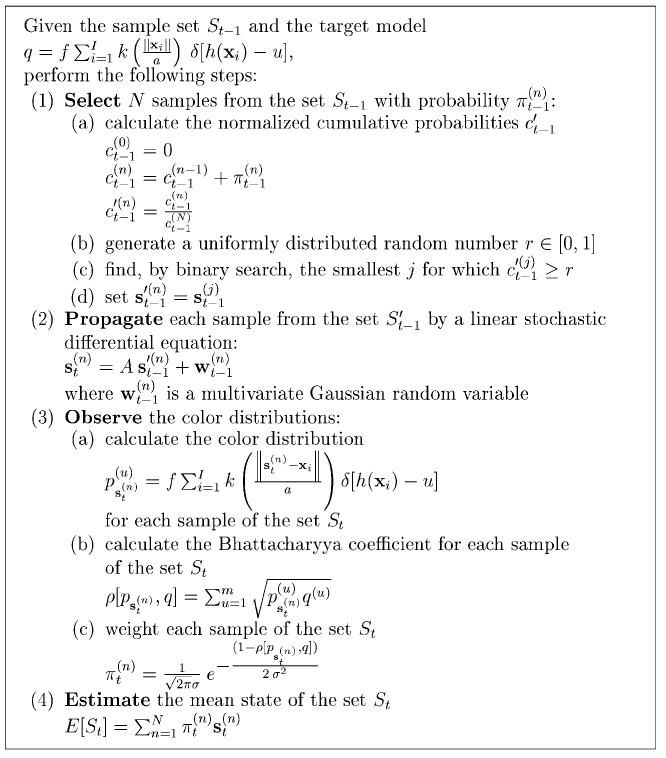 Given the sample set $S_{t-1}$ and the target model
$q = f \sum_{i=1}^{I} k \left( \frac{\|\mathbf{x}_i\|}{a} \right) \delta[h(\mathbf{x}_i) - u],$
perform the following steps:
(1) Select $N$ samples from the set $S_{t-1}$ with probability $\pi_{t-1}^{(n)}$:
(a) calculate the normalized cumulative probabilities $c'_{t-1}$
$c_{t-1}^{(0)} = 0$
$c_{t-1}^{(n)} = c_{t-1}^{(n-1)} + \pi_{t-1}^{(n)}$
$c_{t-1}^{\prime(n)} = \frac{c_{t-1}^{(n)}}{c_{t-1}^{(N)}}$
(b) generate a uniformly distributed random number $r \in [0, 1]$
(c) find, by binary search, the smallest $j$ for which $c_{t-1}^{\prime(j)} \geq r$
(d) set $\mathbf{s}_{t-1}^{\prime(n)} = \mathbf{s}_{t-1}^{(j)}$
(2) Propagate each sample from the set $S'_{t-1}$ by a linear stochastic
differential equation:
$\mathbf{s}_t^{(n)} = A \, \mathbf{s}_{t-1}^{\prime(n)} + \mathbf{w}_{t-1}^{(n)}$
where $\mathbf{w}_{t-1}^{(n)}$ is a multivariate Gaussian random variable
(3) Observe the color distributions:
(a) calculate the color distribution
$p_{\mathbf{s}_t^{(n)}}^{(u)} = f \sum_{i=1}^{I} k \left( \frac{\left\| \mathbf{s}_t^{(n)} - \mathbf{x}_i \right\|}{a} \right) \delta[h(\mathbf{x}_i) - u]$
for each sample of the set $S_t$
(b) calculate the Bhattacharyya coefficient for each sample
of the set $S_t$
$\rho[p_{\mathbf{s}_t^{(n)}}, q] = \sum_{u=1}^{m} \sqrt{p_{\mathbf{s}_t^{(n)}}^{(u)} q^{(u)}}$
(c) weight each sample of the set $S_t$
$\pi_t^{(n)} = \frac{1}{\sqrt{2\pi}\sigma} \, e^{-\frac{(1 - \rho[p_{\mathbf{s}_t^{(n)}}, q])}{2\,\sigma^2}}$
(4) Estimate the mean state of the set $S_t$
$E[S_t] = \sum_{n=1}^{N} \pi_t^{(n)} \mathbf{s}_t^{(n)}$